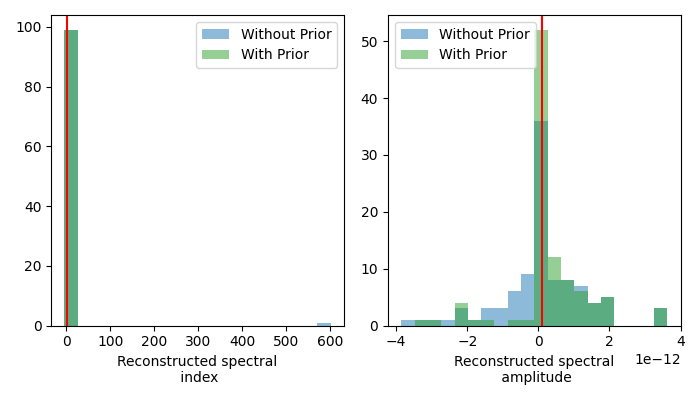 100
80
60
40
20
0
0 100 200 300 400 500 600
Reconstructed spectral
index
Without Prior
With Prior
50
40
30
20
10
0
−4 −2 0 2 4
1e−12
Reconstructed spectral
amplitude
Without Prior
With Prior